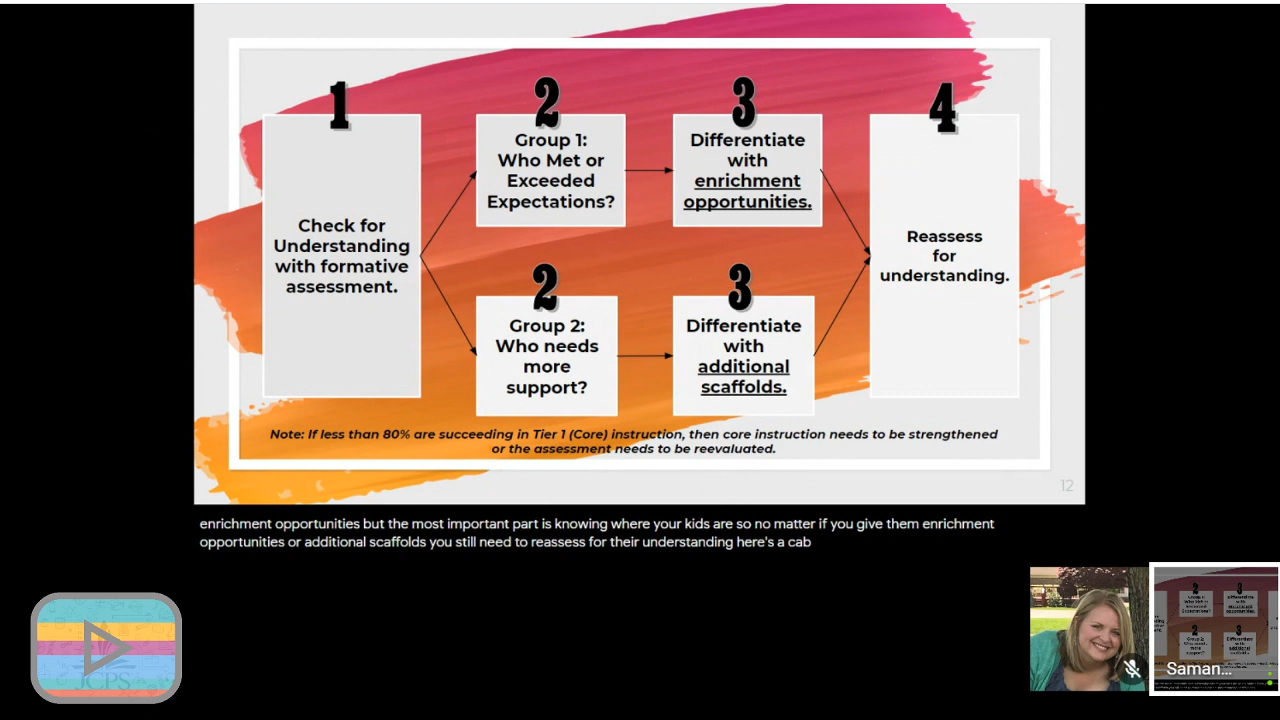 1
Check for
Understanding
with formative
assessment.
2
Group 1:
Who Met or
Exceeded
Expectations?
3
Differentiate
with
enrichment
opportunities.
2
Group 2:
Who needs
more
support?
3
Differentiate
with
additional
scaffolds.
4
Reassess
for
understanding.
Note: If less than 80% are succeeding in Tier 1 (Core) instruction, then core instruction needs to be strengthened
or the assessment needs to be reevaluated.
12
enrichment opportunities but the most important part is knowing where your kids are so no matter if you give them enrichment
opportunities or additional scaffolds you still need to reassess for their understanding here's a cab
JCPS
Saman...